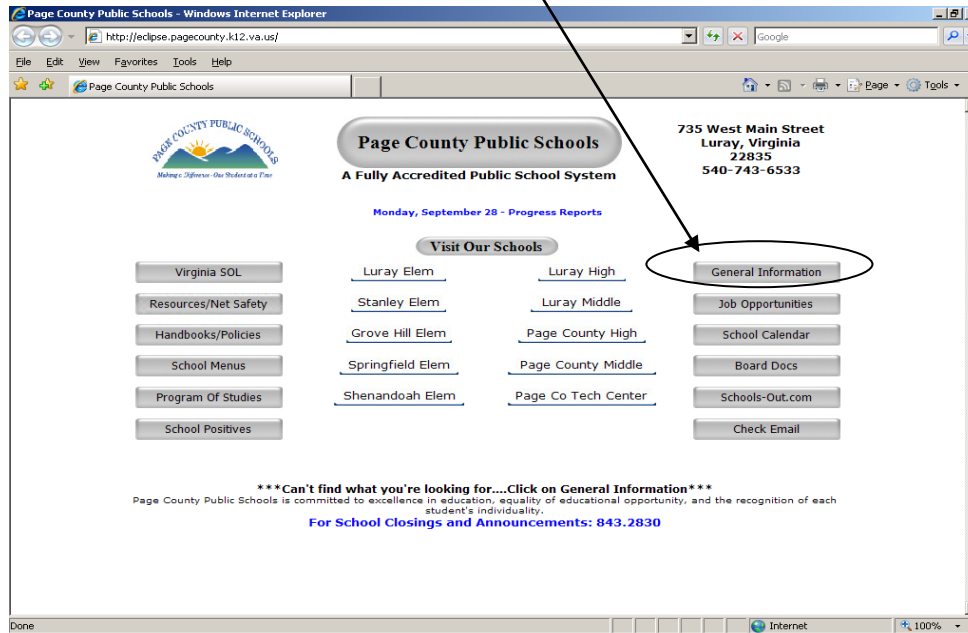 Page County Public Schools - Windows Internet Explorer
http://eclipse.pagecounty.k12.va.us/
Google
File Edit View Favorites Tools Help
Page County Public Schools
Page Tools
PAGE COUNTY PUBLIC SCHOOLS
Making a Difference - One Student at a Time
Page County Public Schools
A Fully Accredited Public School System
735 West Main Street
Luray, Virginia
22835
540-743-6533
Monday, September 28 - Progress Reports
Visit Our Schools
Virginia SOL Luray Elem Luray High General Information
Resources/Net Safety Stanley Elem Luray Middle Job Opportunities
Handbooks/Policies Grove Hill Elem Page County High School Calendar
School Menus Springfield Elem Page County Middle Board Docs
Program Of Studies Shenandoah Elem Page Co Tech Center Schools-Out.com
School Positives Check Email
***Can't find what you're looking for....Click on General Information***
Page County Public Schools is committed to excellence in education, equality of educational opportunity, and the recognition of each
student's individuality.
For School Closings and Announcements: 843.2830
Done Internet 100%